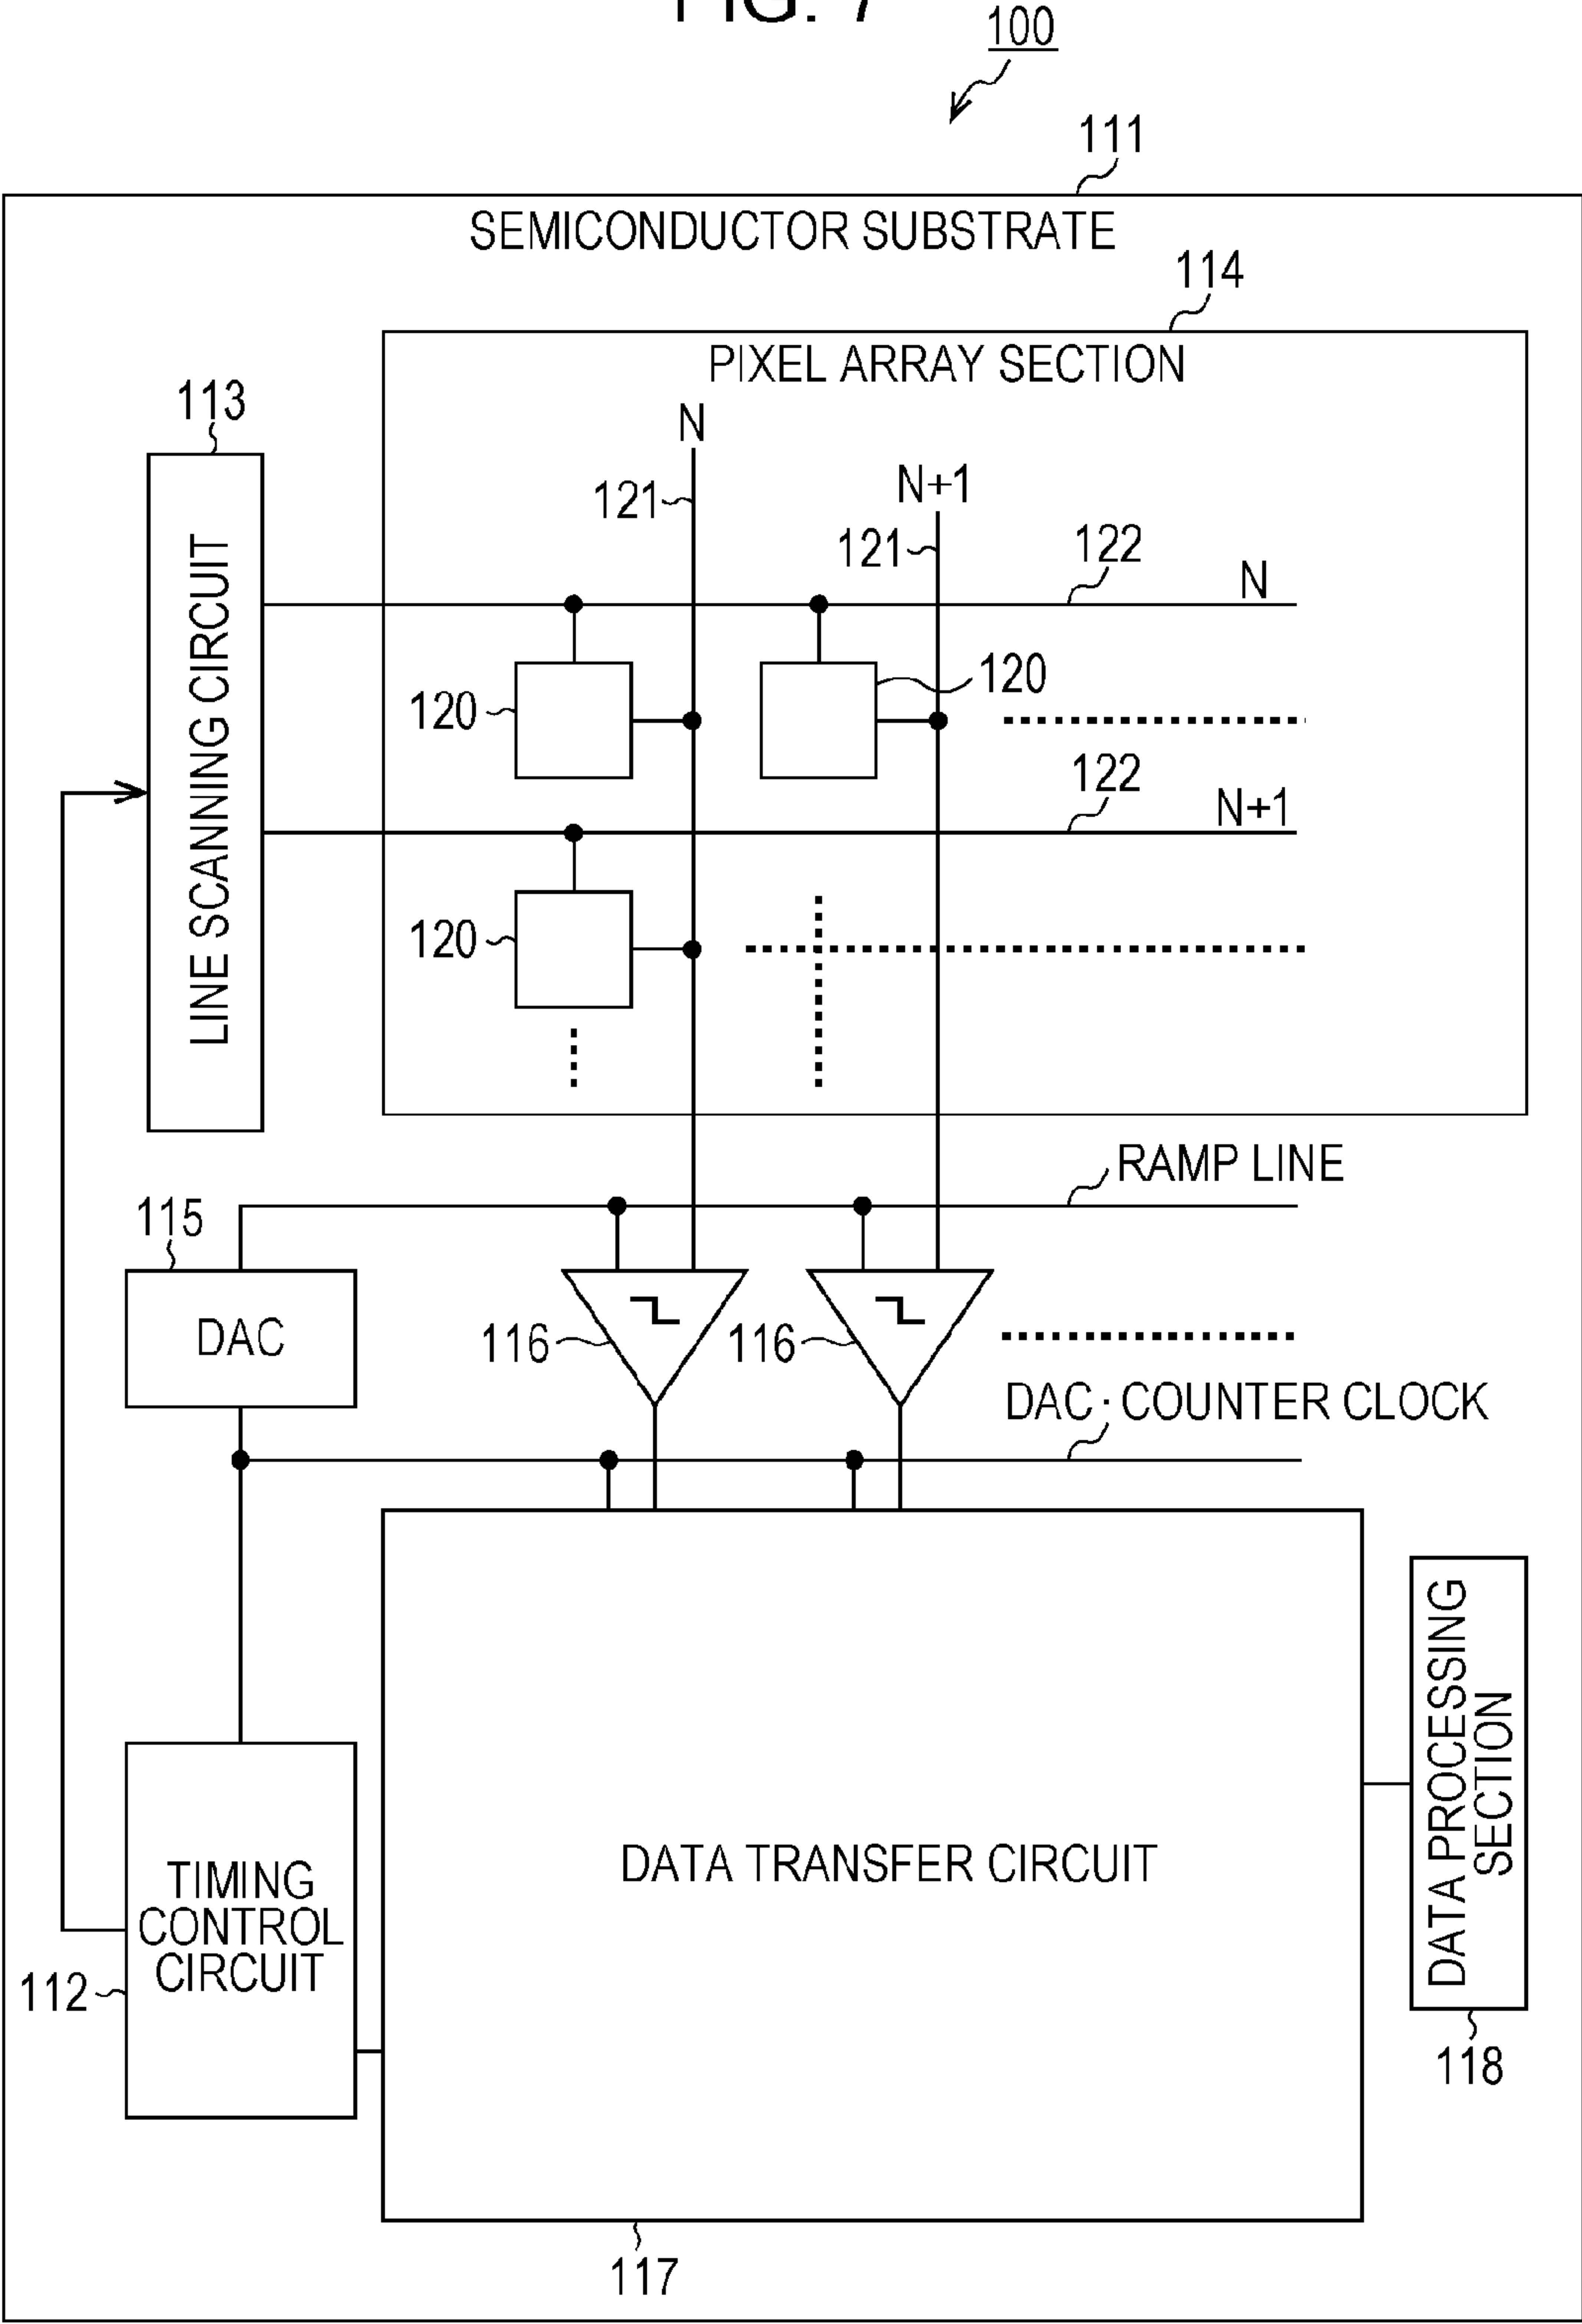 FIG. 7
100
111
SEMICONDUCTOR SUBSTRATE
114
PIXEL ARRAY SECTION
113
N
121
N+1
121
122
N
LINE SCANNING CIRCUIT
120
120
122
N+1
120
RAMP LINE
115
DAC
116
116
DAC · COUNTER CLOCK
DATA PROCESSING
SECTION
DATA TRANSFER CIRCUIT
TIMING
CONTROL
CIRCUIT
112
118
117